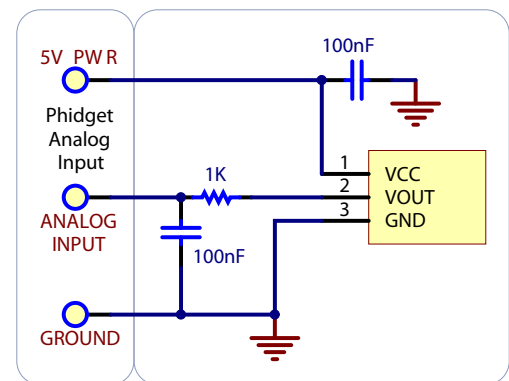 100nF
5V PWR
Phidget
Analog
Input
1 VCC
1K
2 VOUT
3 GND
ANALOG
INPUT
100nF
GROUND